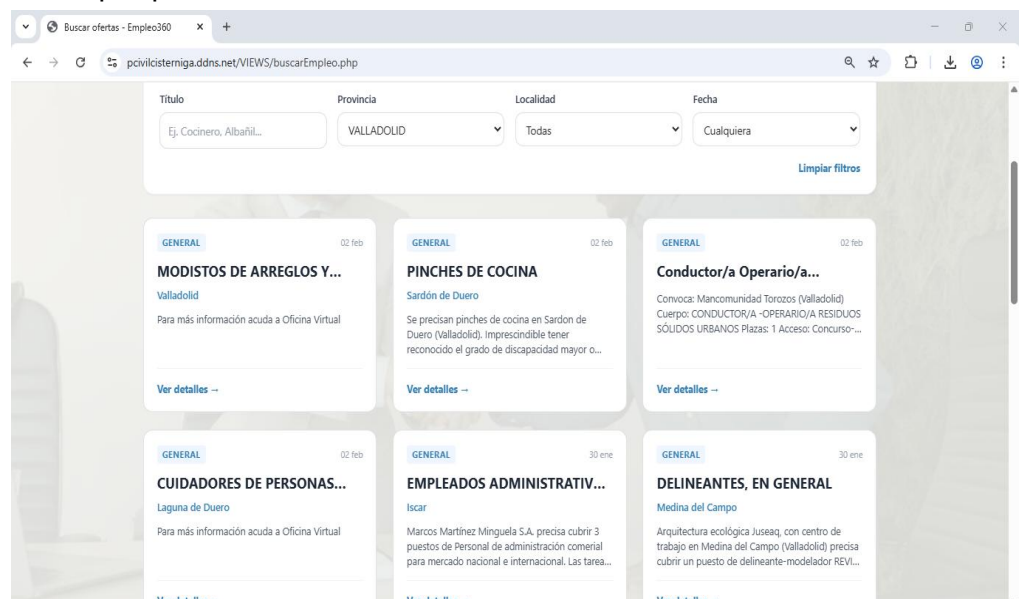 Buscar ofertas - Empleo360
pcivilcisterniga.ddns.net/VIEWS/buscarEmpleo.php
Título
Provincia
Localidad
Fecha
Ej. Cocinero, Albañil...
VALLADOLID
Todas
Cualquiera
Limpiar filtros
GENERAL
02 feb
MODISTOS DE ARREGLOS Y...
Valladolid
Para más información acuda a Oficina Virtual
Ver detalles →
GENERAL
02 feb
PINCHES DE COCINA
Sardón de Duero
Se precisan pinches de cocina en Sardon de
Duero (Valladolid). Imprescindible tener
reconocido el grado de discapacidad mayor o...
Ver detalles →
GENERAL
02 feb
Conductor/a Operario/a...
Convoca: Mancomunidad Torozos (Valladolid)
Cuerpo: CONDUCTOR/A -OPERARIO/A RESIDUOS
SÓLIDOS URBANOS Plazas: 1 Acceso: Concurso-...
Ver detalles →
GENERAL
02 feb
CUIDADORES DE PERSONAS...
Laguna de Duero
Para más información acuda a Oficina Virtual
GENERAL
30 ene
EMPLEADOS ADMINISTRATIV...
Iscar
Marcos Martínez Minguela S.A. precisa cubrir 3
puestos de Personal de administración comerial
para mercado nacional e internacional. Las tarea...
GENERAL
30 ene
DELINEANTES, EN GENERAL
Medina del Campo
Arquitectura ecológica Juseaq, con centro de
trabajo en Medina del Campo (Valladolid) precisa
cubrir un puesto de delineante-modelador REVI...